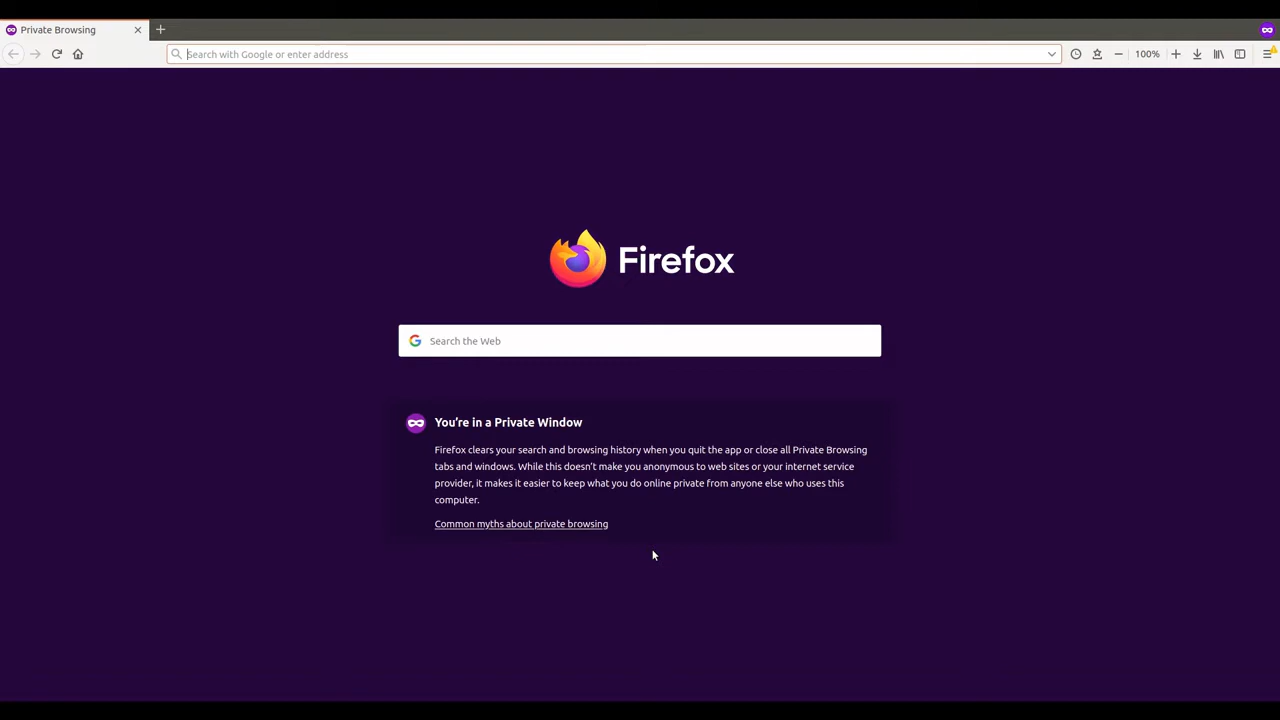 Private Browsing
Search with Google or enter address
100%
Firefox
Search the Web
You’re in a Private Window
Firefox clears your search and browsing history when you quit the app or close all Private Browsing
tabs and windows. While this doesn’t make you anonymous to web sites or your internet service
provider, it makes it easier to keep what you do online private from anyone else who uses this
computer.
Common myths about private browsing